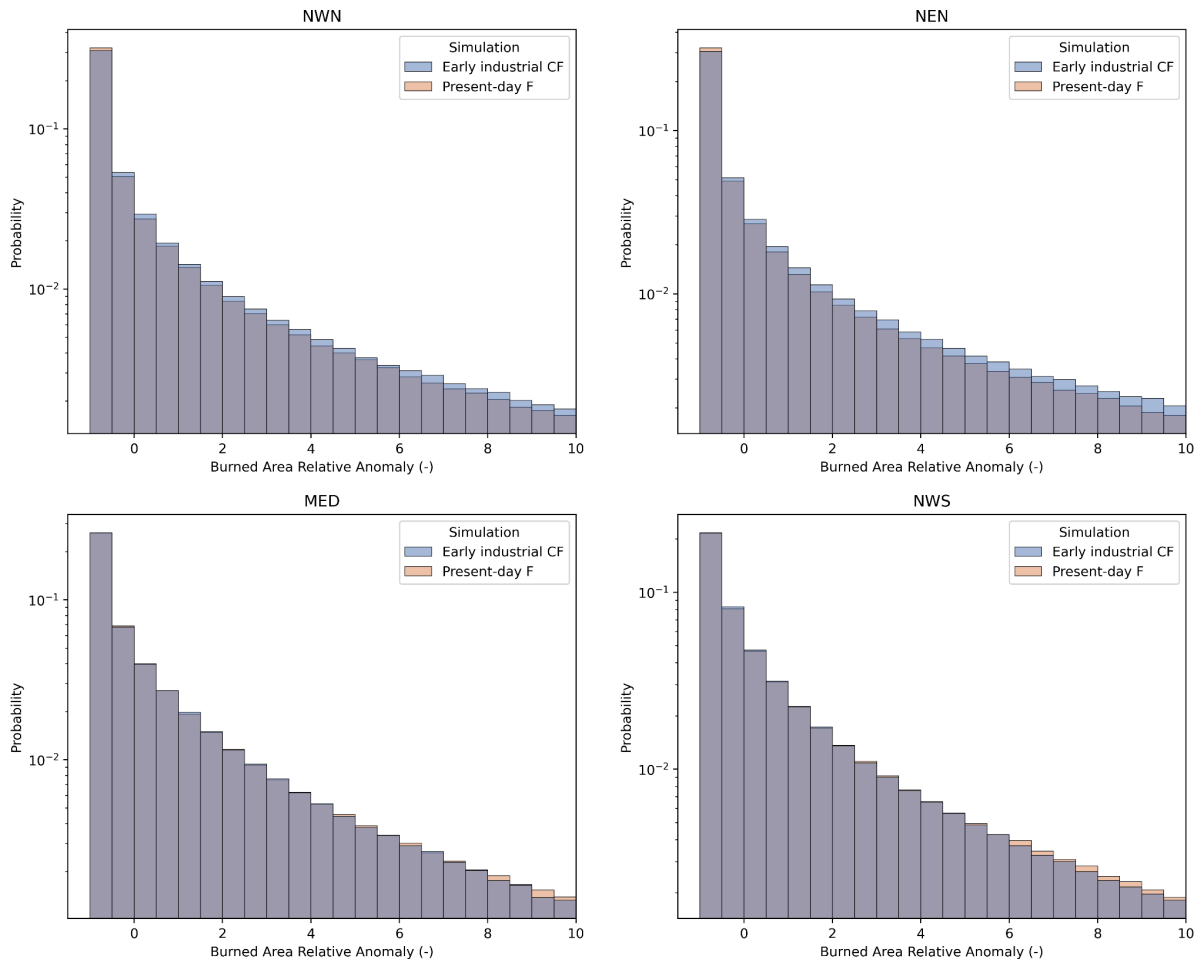 NWN
Simulation
Early industrial CF
Present-day F
10⁻¹
10⁻²
Probability
0 2 4 6 8 10
Burned Area Relative Anomaly (-)
NEN
Simulation
Early industrial CF
Present-day F
10⁻¹
10⁻²
Probability
0 2 4 6 8 10
Burned Area Relative Anomaly (-)
MED
Simulation
Early industrial CF
Present-day F
10⁻¹
10⁻²
Probability
0 2 4 6 8 10
Burned Area Relative Anomaly (-)
NWS
Simulation
Early industrial CF
Present-day F
10⁻¹
10⁻²
Probability
0 2 4 6 8 10
Burned Area Relative Anomaly (-)